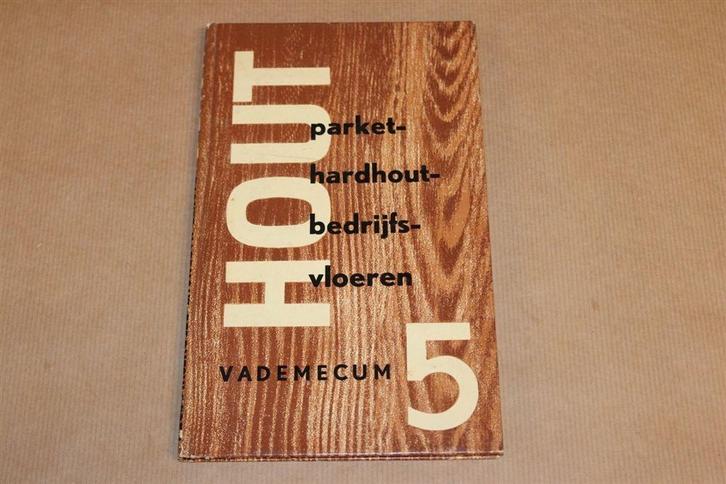 HOUT
parket-
hardhout-
bedrijfs-
vloeren
VADEMECUM 5